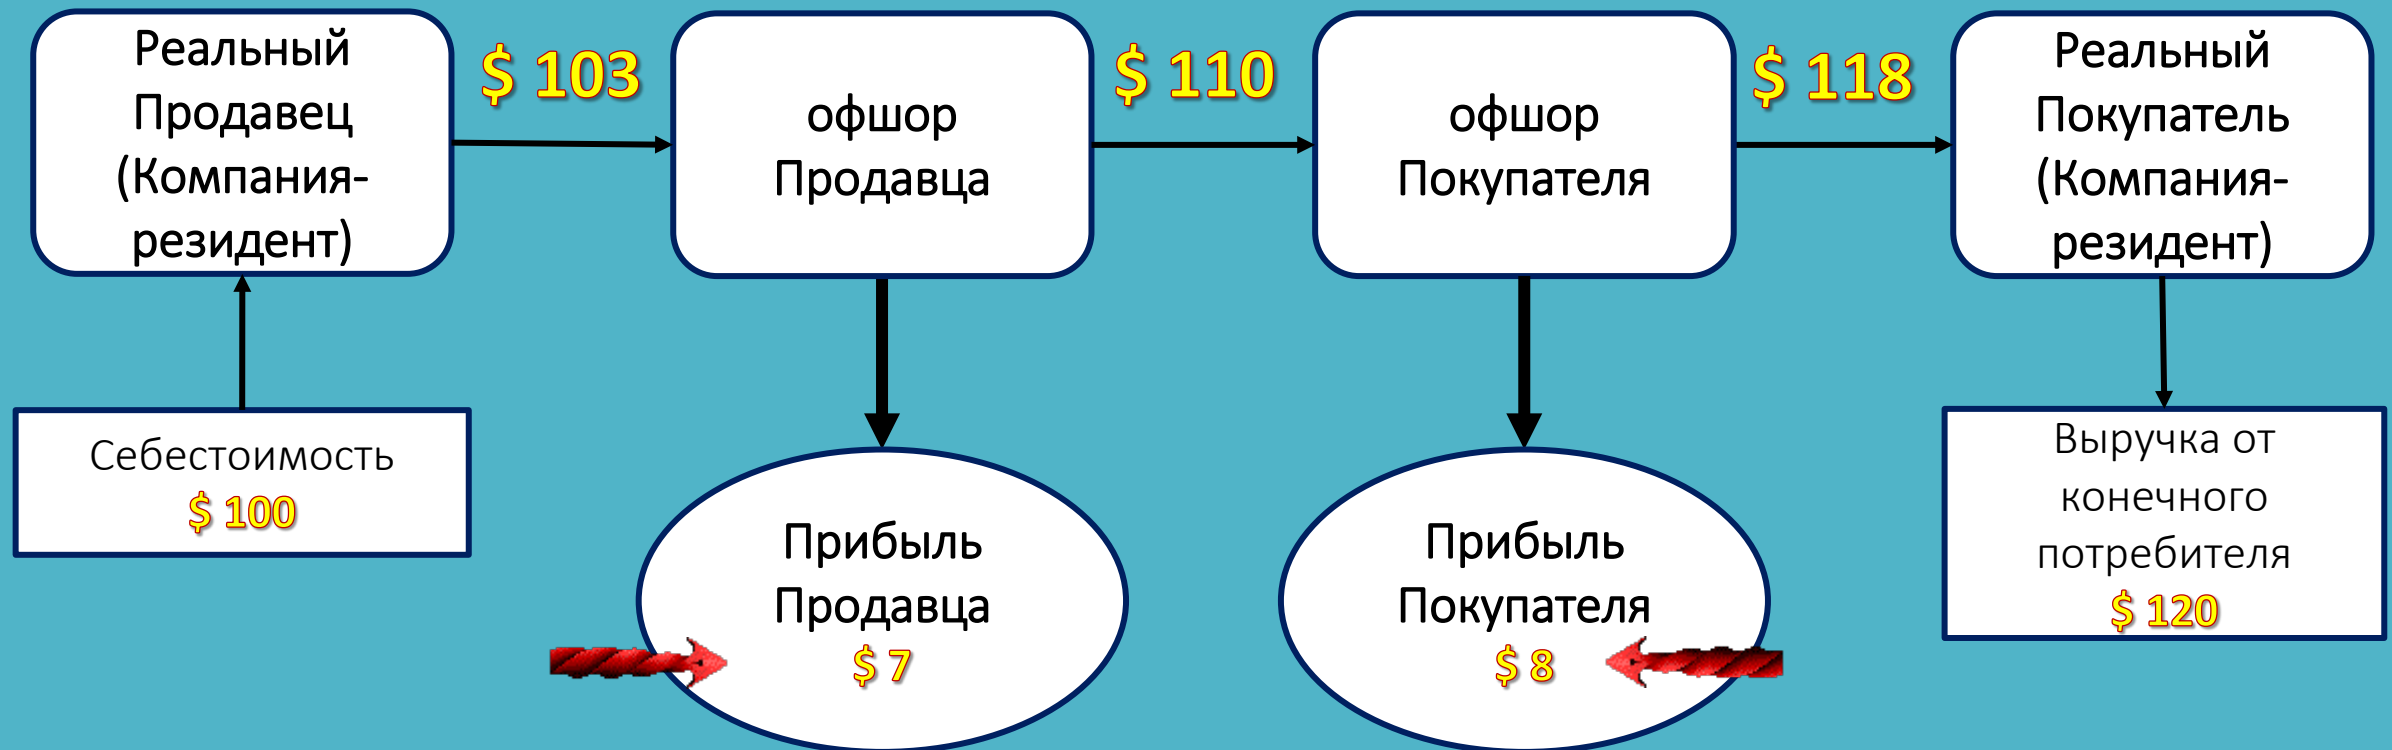 Реальный
Продавец
(Компания-
резидент)
$ 103
офшор
Продавца
$ 110
офшор
Покупателя
$ 118
Реальный
Покупатель
(Компания-
резидент)
Себестоимость
$ 100
Прибыль
Продавца
$ 7
Прибыль
Покупателя
$ 8
Выручка от
конечного
потребителя
$ 120